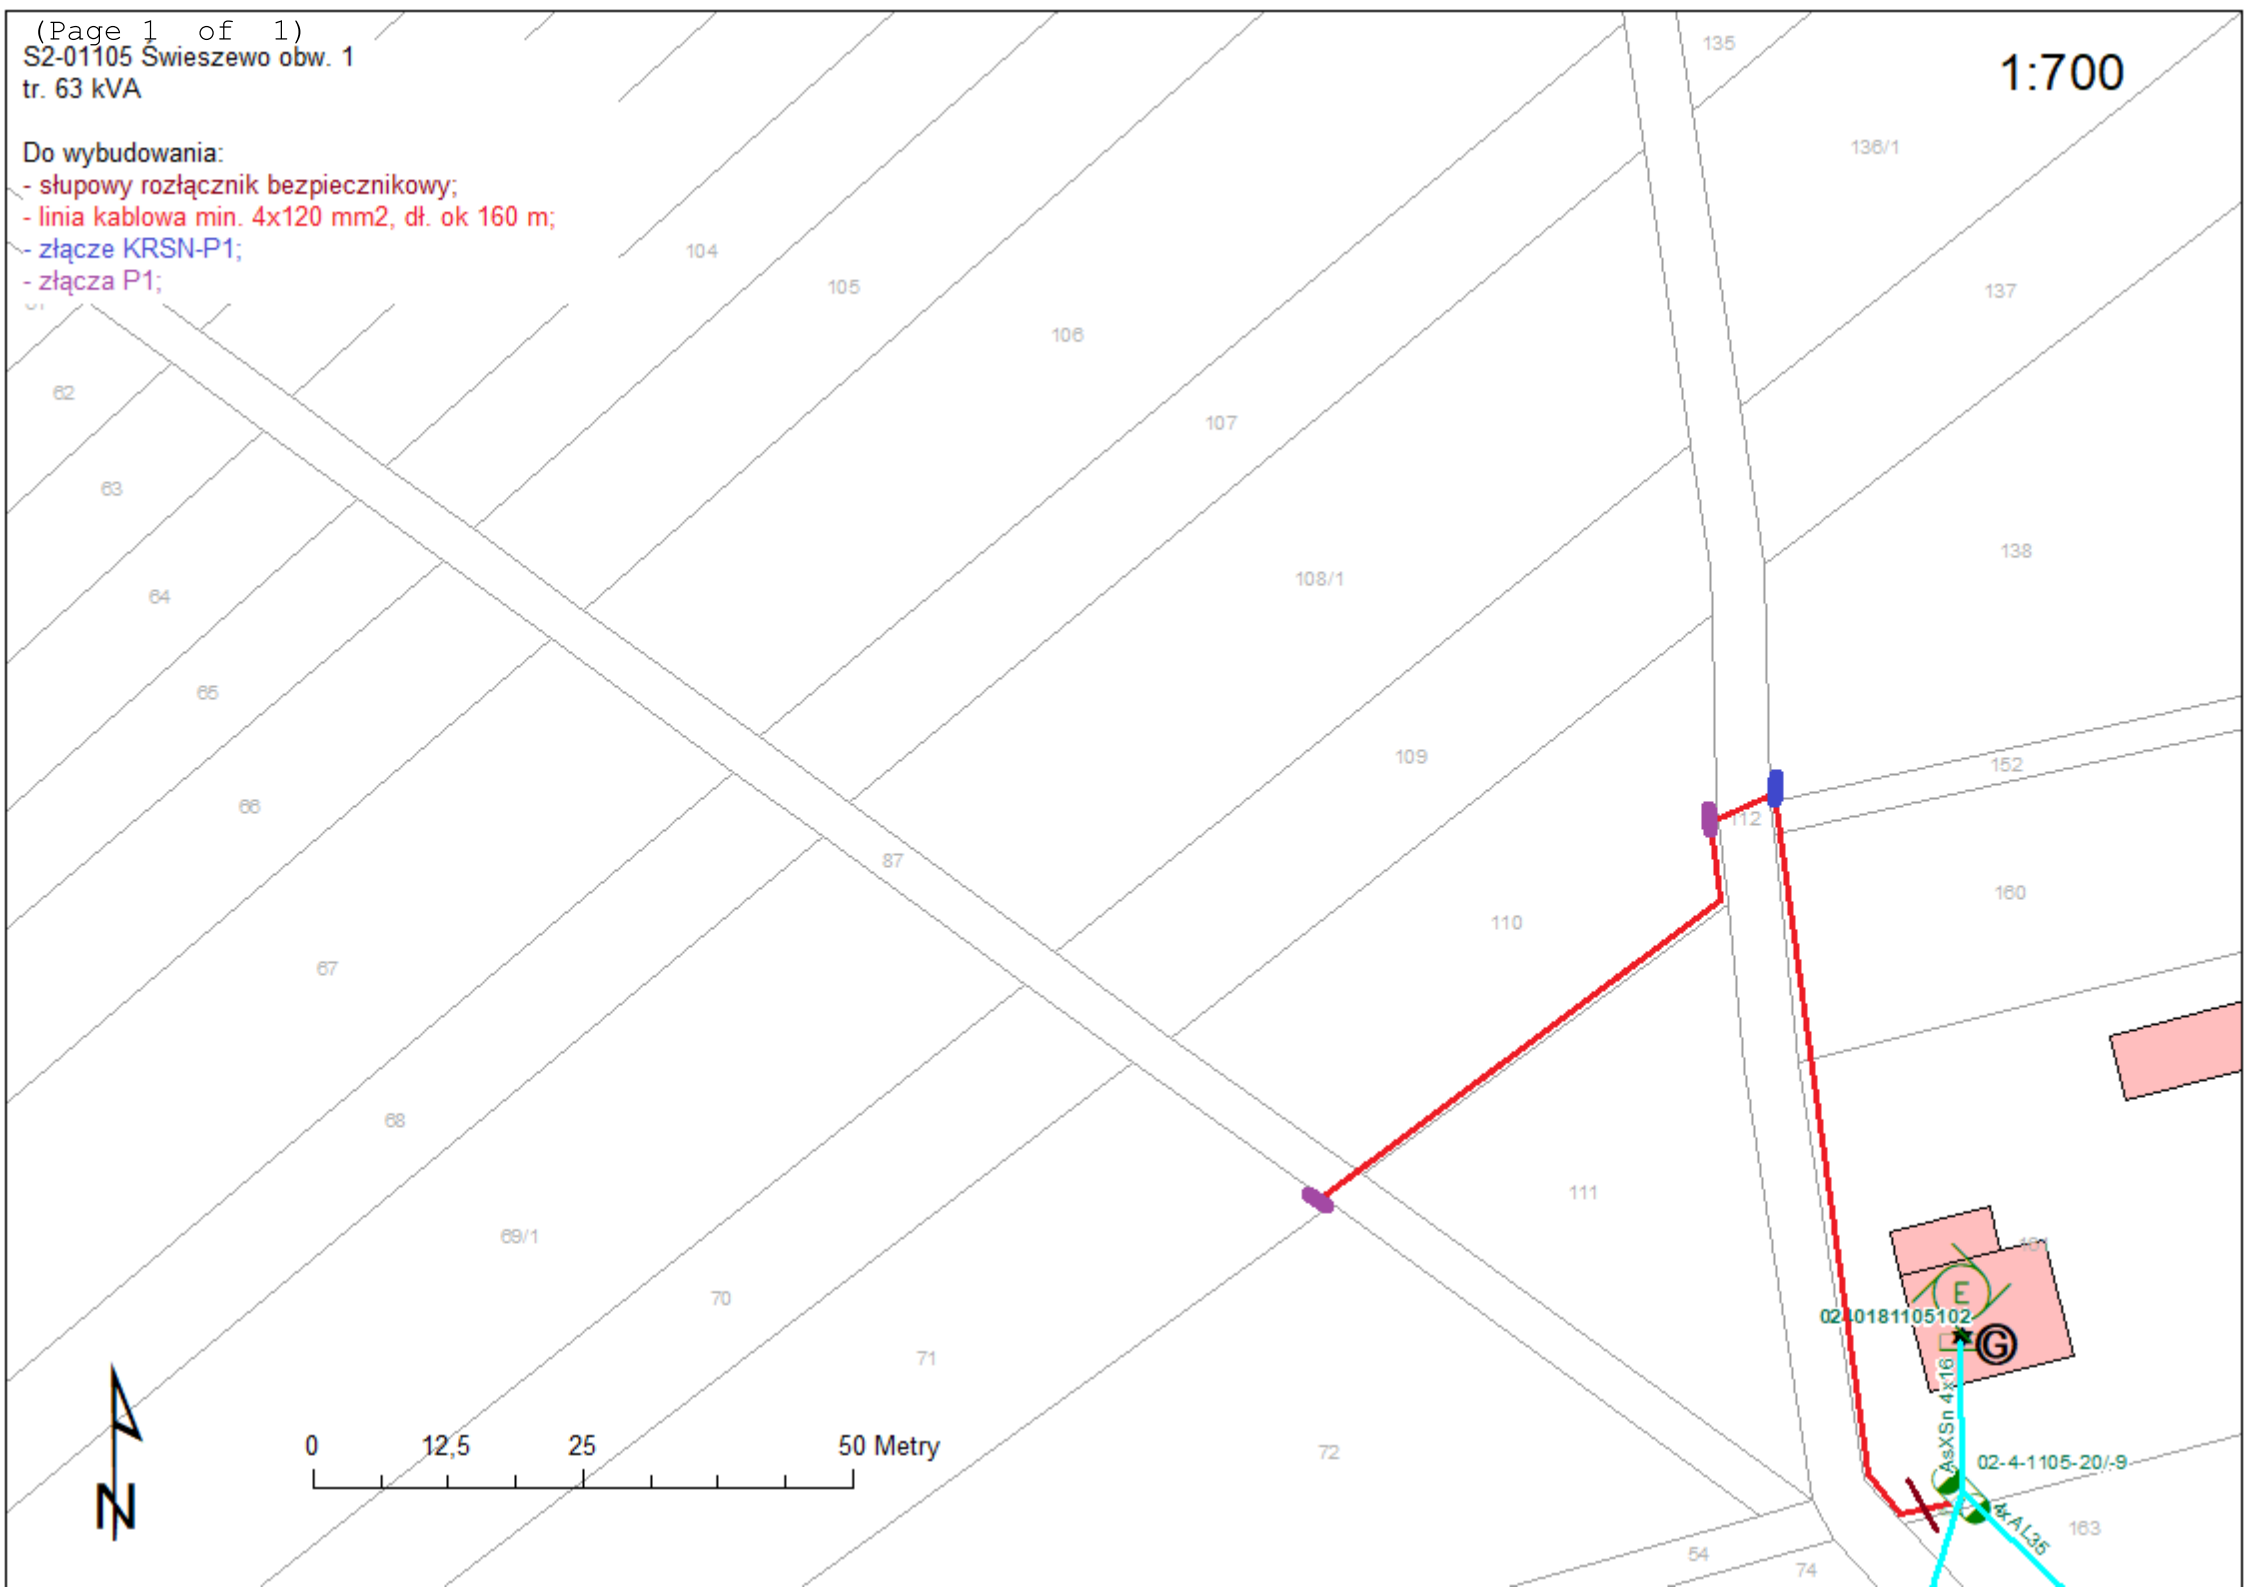 (Page 1 of 1)
S2-01105 Świeszewo obw. 1
tr. 63 kVA
1:700
Do wybudowania:
- słupowy rozłącznik bezpiecznikowy;
- linia kablowa min. 4x120 mm2, dł. ok 160 m;
- złącze KRSN-P1;
- złącza P1;
135
136/1
104
105
137
106
62
107
63
138
108/1
64
65
109
152
66
112
87
160
110
67
68
111
69/1
161
E
70
02-0181105102
G
71
AsXSn 4x16
0 12,5 25 50 Metry
72
02-4-1105-20/-9
N
4xAL35
163
54
74